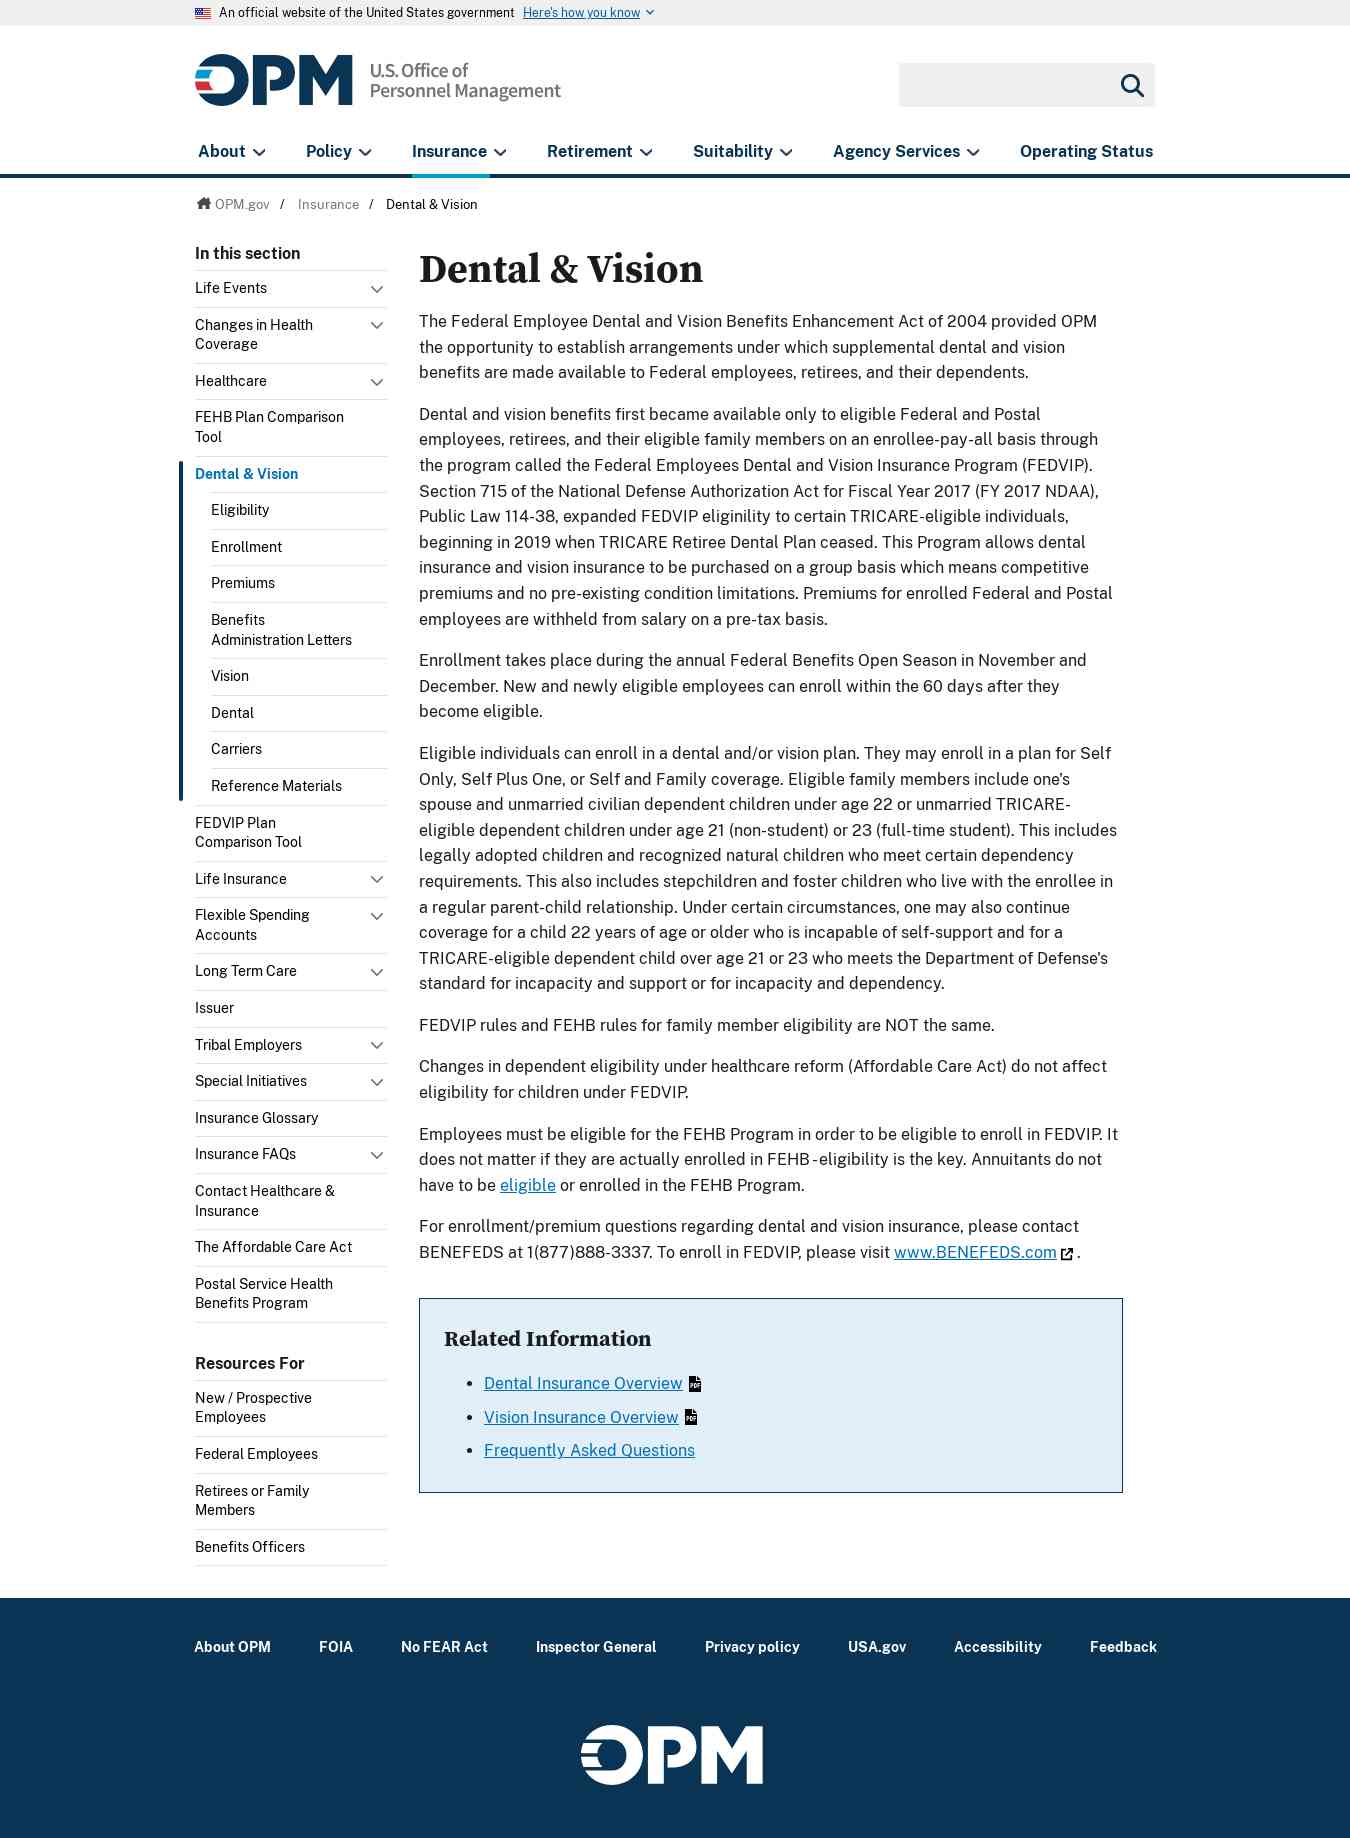 An official website of the United States government Here's how you know
OPM U.S. Office of
Personnel Management
About Policy Insurance Retirement Suitability Agency Services Operating Status
OPM.gov / Insurance / Dental & Vision
In this section
Life Events
Changes in Health
Coverage
Healthcare
FEHB Plan Comparison
Tool
Dental & Vision
Eligibility
Enrollment
Premiums
Benefits
Administration Letters
Vision
Dental
Carriers
Reference Materials
FEDVIP Plan
Comparison Tool
Life Insurance
Flexible Spending
Accounts
Long Term Care
Issuer
Tribal Employers
Special Initiatives
Insurance Glossary
Insurance FAQs
Contact Healthcare &
Insurance
The Affordable Care Act
Postal Service Health
Benefits Program
Resources For
New / Prospective
Employees
Federal Employees
Retirees or Family
Members
Benefits Officers
Dental & Vision
The Federal Employee Dental and Vision Benefits Enhancement Act of 2004 provided OPM
the opportunity to establish arrangements under which supplemental dental and vision
benefits are made available to Federal employees, retirees, and their dependents.
Dental and vision benefits first became available only to eligible Federal and Postal
employees, retirees, and their eligible family members on an enrollee-pay-all basis through
the program called the Federal Employees Dental and Vision Insurance Program (FEDVIP).
Section 715 of the National Defense Authorization Act for Fiscal Year 2017 (FY 2017 NDAA),
Public Law 114-38, expanded FEDVIP eliginility to certain TRICARE-eligible individuals,
beginning in 2019 when TRICARE Retiree Dental Plan ceased. This Program allows dental
insurance and vision insurance to be purchased on a group basis which means competitive
premiums and no pre-existing condition limitations. Premiums for enrolled Federal and Postal
employees are withheld from salary on a pre-tax basis.
Enrollment takes place during the annual Federal Benefits Open Season in November and
December. New and newly eligible employees can enroll within the 60 days after they
become eligible.
Eligible individuals can enroll in a dental and/or vision plan. They may enroll in a plan for Self
Only, Self Plus One, or Self and Family coverage. Eligible family members include one's
spouse and unmarried civilian dependent children under age 22 or unmarried TRICARE-
eligible dependent children under age 21 (non-student) or 23 (full-time student). This includes
legally adopted children and recognized natural children who meet certain dependency
requirements. This also includes stepchildren and foster children who live with the enrollee in
a regular parent-child relationship. Under certain circumstances, one may also continue
coverage for a child 22 years of age or older who is incapable of self-support and for a
TRICARE-eligible dependent child over age 21 or 23 who meets the Department of Defense's
standard for incapacity and support or for incapacity and dependency.
FEDVIP rules and FEHB rules for family member eligibility are NOT the same.
Changes in dependent eligibility under healthcare reform (Affordable Care Act) do not affect
eligibility for children under FEDVIP.
Employees must be eligible for the FEHB Program in order to be eligible to enroll in FEDVIP. It
does not matter if they are actually enrolled in FEHB - eligibility is the key. Annuitants do not
have to be eligible or enrolled in the FEHB Program.
For enrollment/premium questions regarding dental and vision insurance, please contact
BENEFEDS at 1(877)888-3337. To enroll in FEDVIP, please visit www.BENEFEDS.com .
Related Information
Dental Insurance Overview PDF
Vision Insurance Overview PDF
Frequently Asked Questions
About OPM FOIA No FEAR Act Inspector General Privacy policy USA.gov Accessibility Feedback
OPM